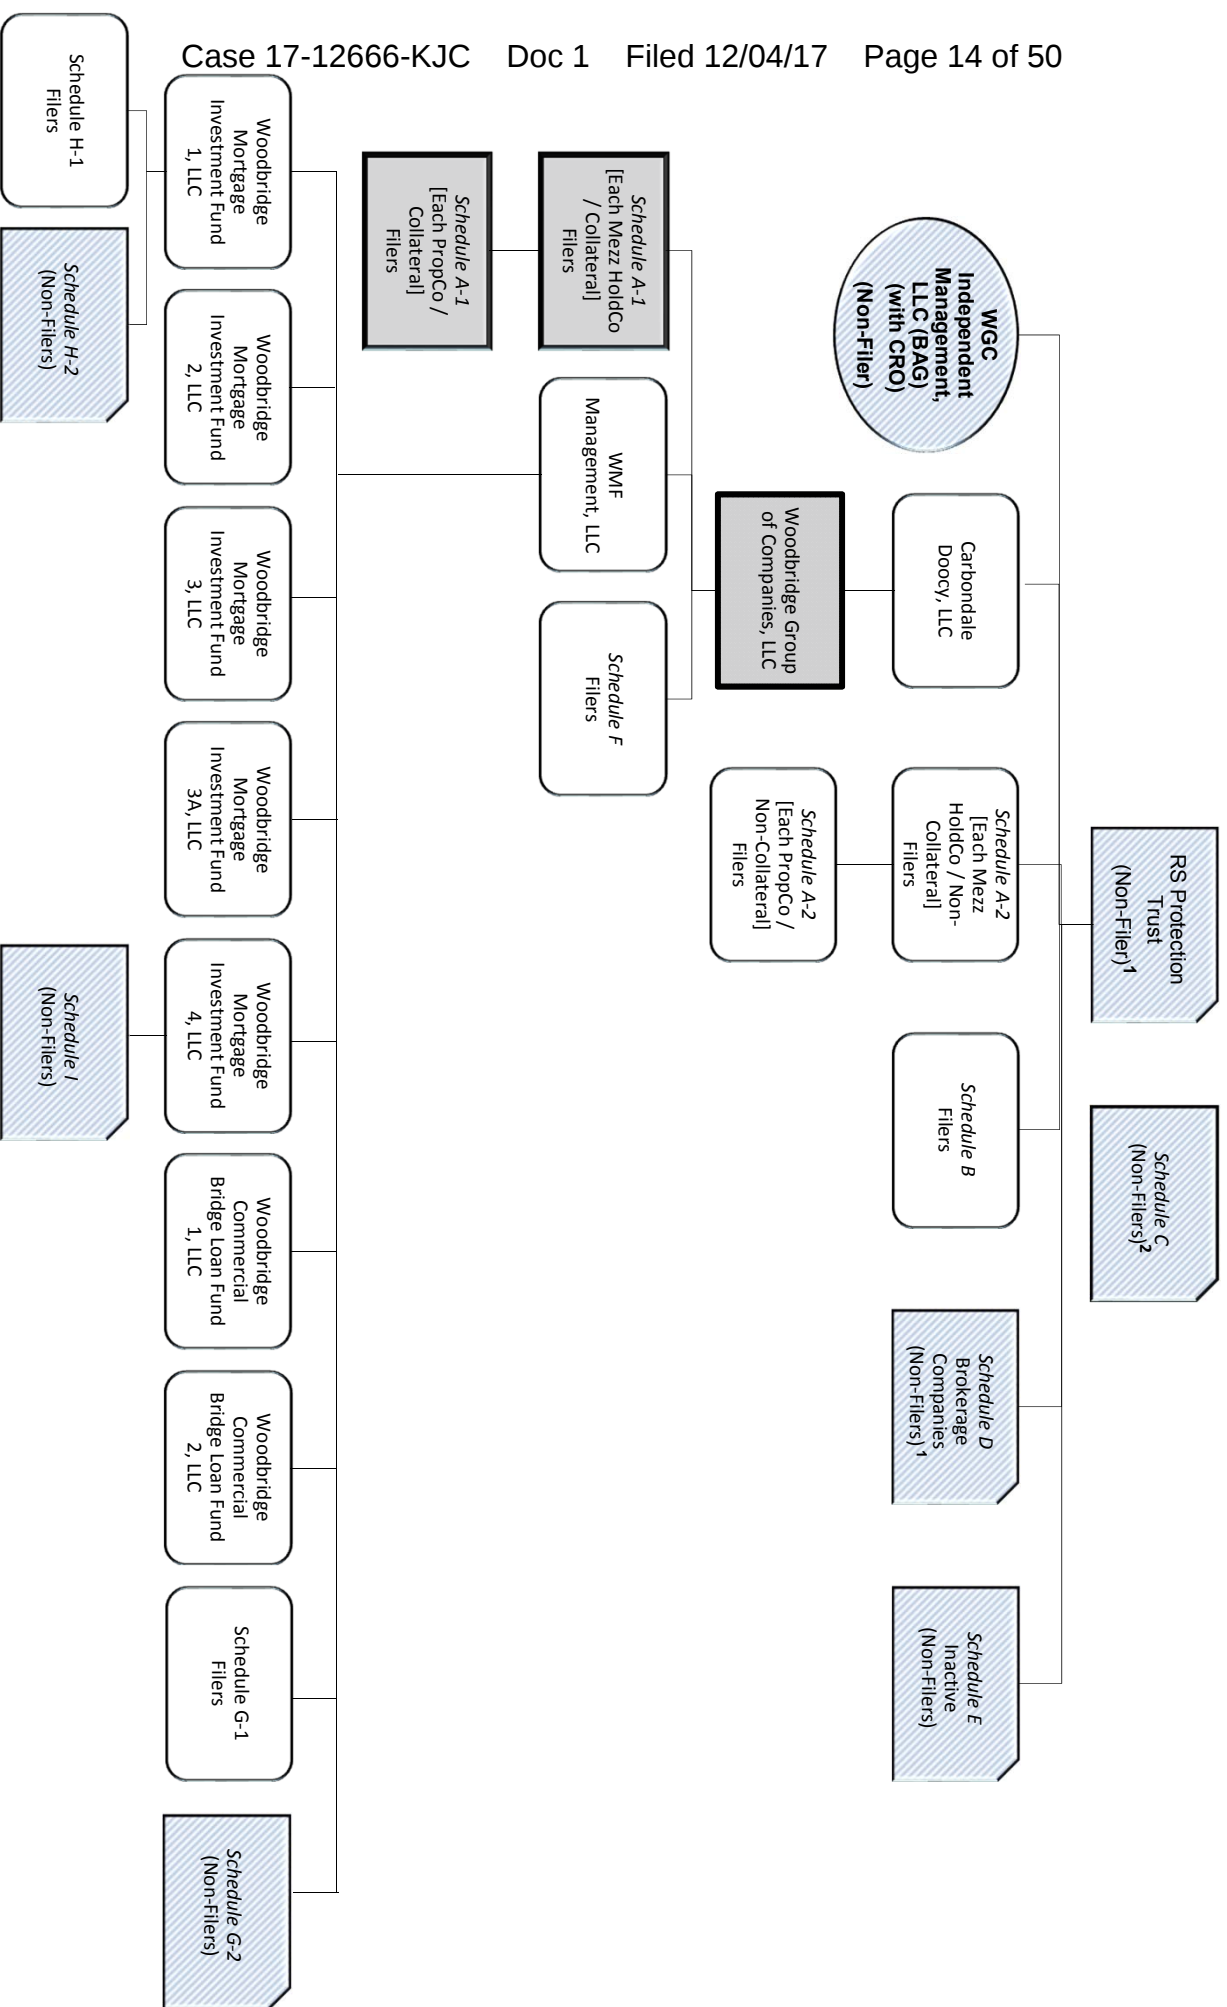 Case 17-12666-KJC Doc 1 Filed 12/04/17 Page 14 of 50
RS Protection
Trust
(Non-Filer)1
Schedule C
(Non-Filers)2
WGC
Independent
Management,
LLC (BAG)
(with CRO)
(Non-Filer)
Carbondale
Doocy, LLC
Schedule A-2
[Each Mezz
HoldCo / Non-
Collateral]
Filers
Schedule B
Filers
Schedule D
Brokerage
Companies
(Non-Filers) 1
Schedule E
Inactive
(Non-Filers)
Woodbridge Group
of Companies, LLC
Schedule A-2
[Each PropCo /
Non-Collateral]
Filers
Schedule A-1
[Each Mezz HoldCo
/ Collateral]
Filers
WMF
Management, LLC
Schedule F
Filers
Schedule A-1
[Each PropCo /
Collateral]
Filers
Woodbridge
Mortgage
Investment Fund
1, LLC
Woodbridge
Mortgage
Investment Fund
2, LLC
Woodbridge
Mortgage
Investment Fund
3, LLC
Woodbridge
Mortgage
Investment Fund
3A, LLC
Woodbridge
Mortgage
Investment Fund
4, LLC
Woodbridge
Commercial
Bridge Loan Fund
1, LLC
Woodbridge
Commercial
Bridge Loan Fund
2, LLC
Schedule G-1
Filers
Schedule G-2
(Non-Filers)
Schedule H-1
Filers
Schedule H-2
(Non-Filers)
Schedule I
(Non-Filers)